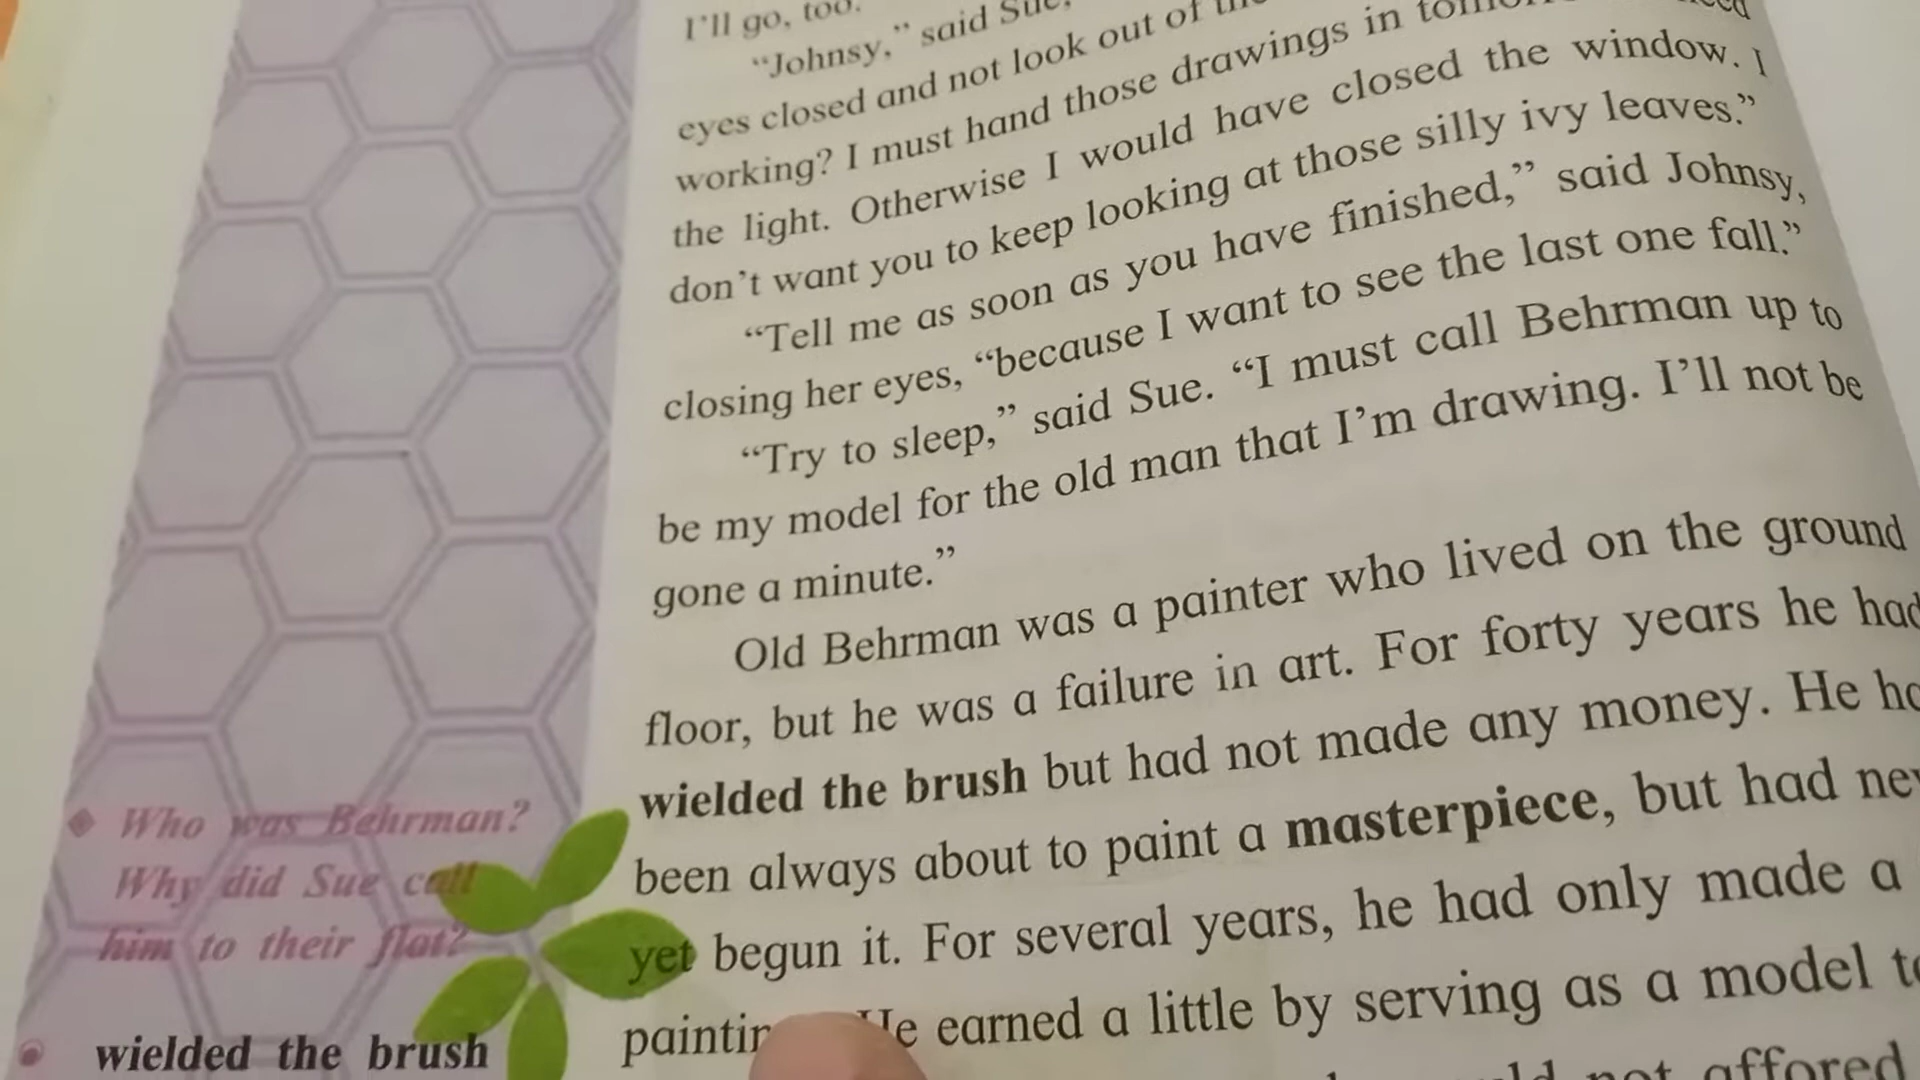 I'll go, too.
"Johnsy," said Sue,
eyes closed and not look out of
working? I must hand those drawings in
the light. Otherwise I would have closed the window. I
don't want you to keep looking at those silly ivy leaves."
"Tell me as soon as you have finished," said Johnsy,
closing her eyes, "because I want to see the last one fall."
"Try to sleep," said Sue. "I must call Behrman up to
be my model for the old man that I'm drawing. I'll not be
gone a minute."
Old Behrman was a painter who lived on the ground
floor, but he was a failure in art. For forty years he had
wielded the brush but had not made any money. He
been always about to paint a masterpiece, but had
yet begun it. For several years, he had only made a
He earned a little by serving as a model
not affored
Who was Behrman?
Why did Sue call
him to their flat?
wielded the brush